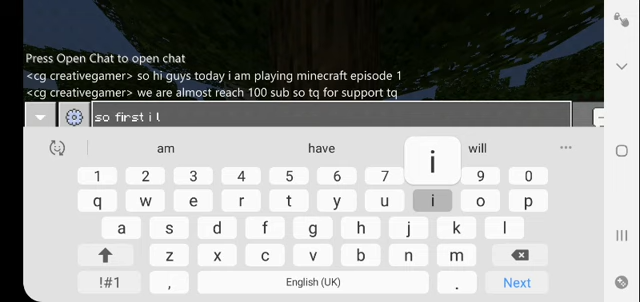 Press Open Chat to open chat
<cg creativegamer> so hi guys today i am playing minecraft episode 1
<cg creativegamer> we are almost reach 100 sub so tq for support tq
so first i l
am have will ...
1 2 3 4 5 6 7 9 0
q w e r t y u i o p
i
a s d f g h j k l
z x c v b n m
!#1 , English (UK) . Next